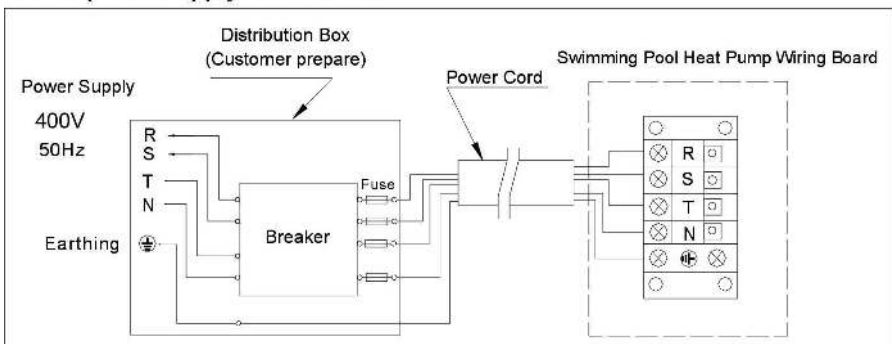 Distribution Box
(Customer prepare)
Swimming Pool Heat Pump Wiring Board
Power Cord
Power Supply
400V
50Hz
R
S
T
N
Fuse
Breaker
Earthing
R
S
T
N